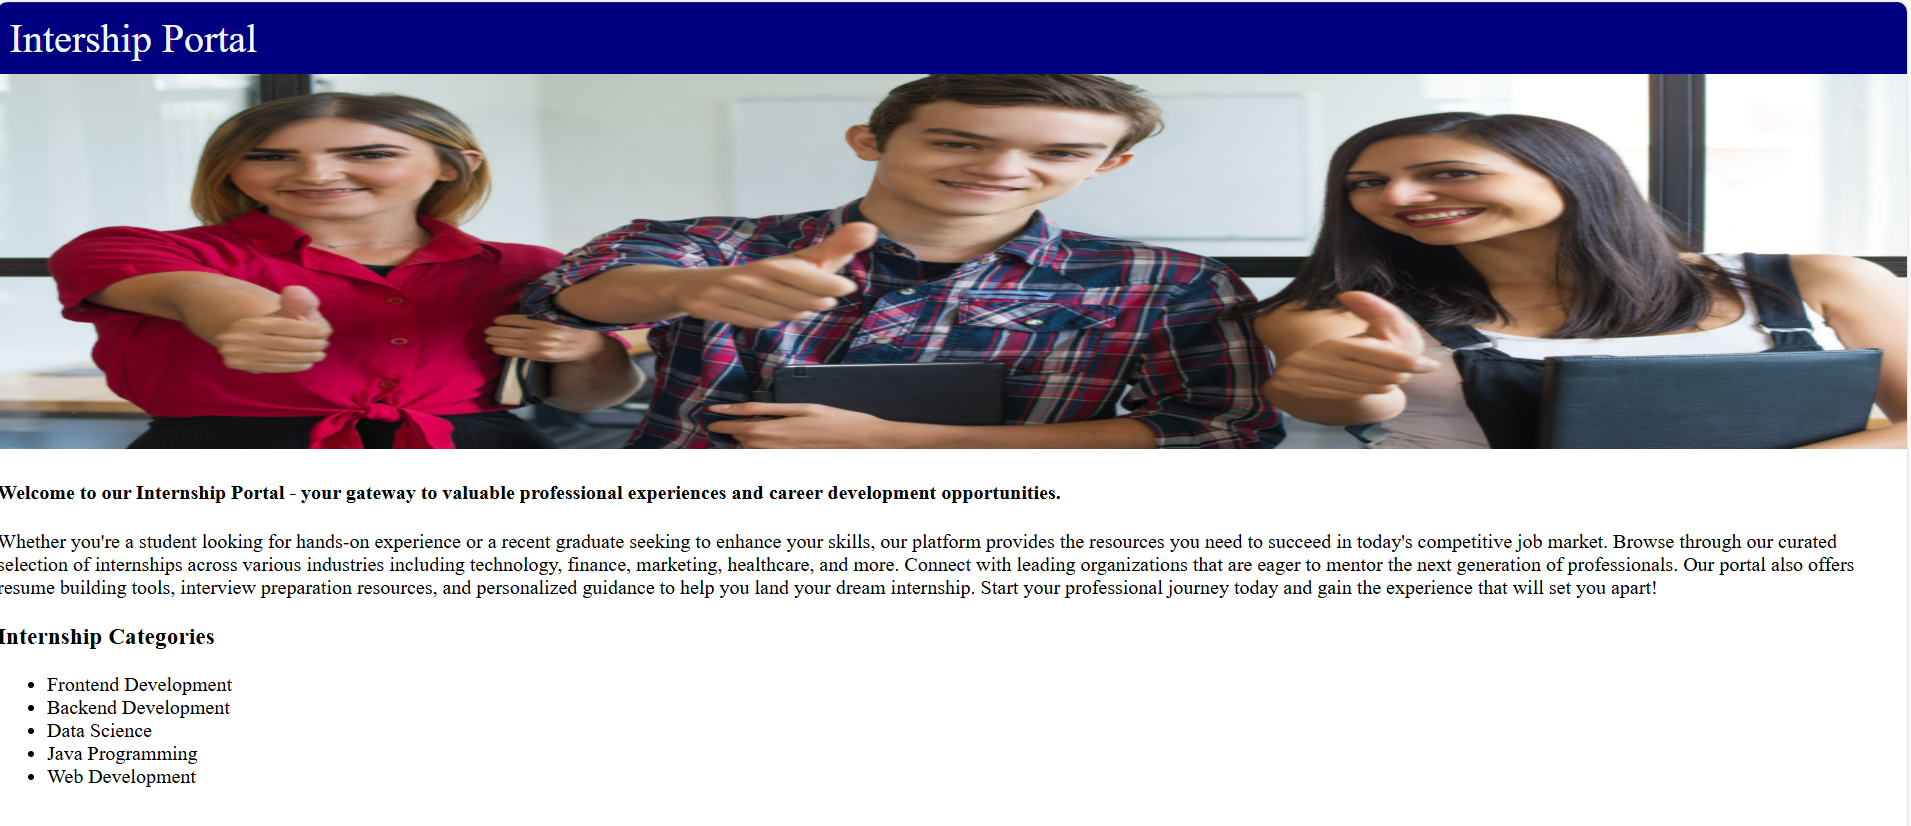 Intership Portal
Welcome to our Internship Portal - your gateway to valuable professional experiences and career development opportunities.
Whether you're a student looking for hands-on experience or a recent graduate seeking to enhance your skills, our platform provides the resources you need to succeed in today's competitive job market. Browse through our curated
selection of internships across various industries including technology, finance, marketing, healthcare, and more. Connect with leading organizations that are eager to mentor the next generation of professionals. Our portal also offers
resume building tools, interview preparation resources, and personalized guidance to help you land your dream internship. Start your professional journey today and gain the experience that will set you apart!
Internship Categories
• Frontend Development
• Backend Development
• Data Science
• Java Programming
• Web Development